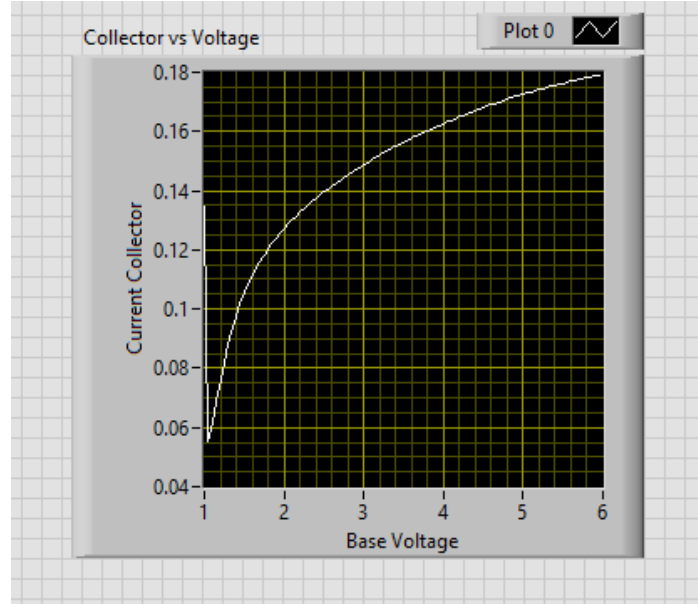 Plot 0
Collector vs Voltage
Current Collector
0.18
0.16
0.14
0.12
0.1
0.08
0.06
0.04
1 2 3 4 5 6
Base Voltage